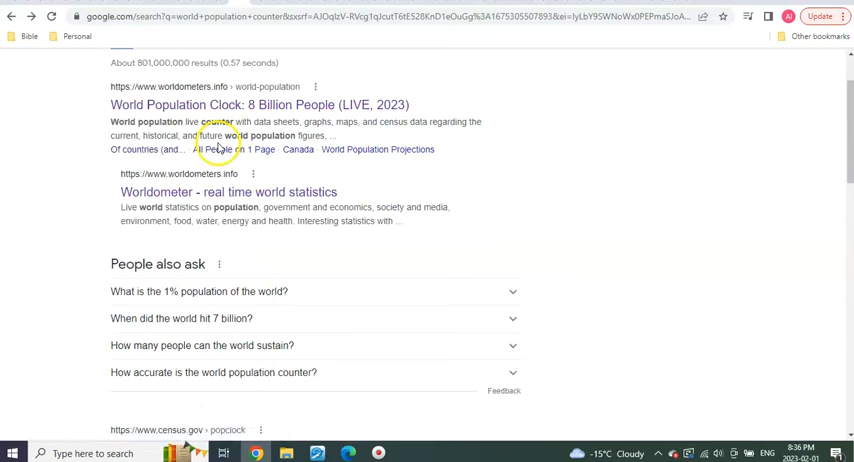 google.com/search?q=world+population+counter&sxsrf=AJOqlzV-RVcg1qJcutT6tE528KnD1eOuGg%3A1675305507893&ei=IyLbY9SWNoWx0PEPmaSJoA...
AI
Update
Bible
Personal
Other bookmarks
About 801,000,000 results (0.57 seconds)
https://www.worldometers.info › world-population
World Population Clock: 8 Billion People (LIVE, 2023)
World population live counter with data sheets, graphs, maps, and census data regarding the
current, historical, and future world population figures, ...
Of countries (and... · All People on 1 Page · Canada · World Population Projections
https://www.worldometers.info
Worldometer - real time world statistics
Live world statistics on population, government and economics, society and media,
environment, food, water, energy and health. Interesting statistics with ...
People also ask
What is the 1% population of the world?
When did the world hit 7 billion?
How many people can the world sustain?
How accurate is the world population counter?
Feedback
https://www.census.gov › popclock
Type here to search
-15°C Cloudy
ENG
8:36 PM
2023-02-01